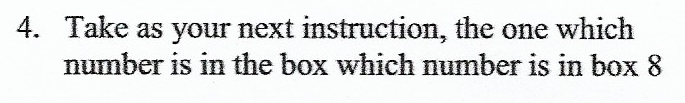 4. Take as your next instruction, the one which
number is in the box which number is in box 8